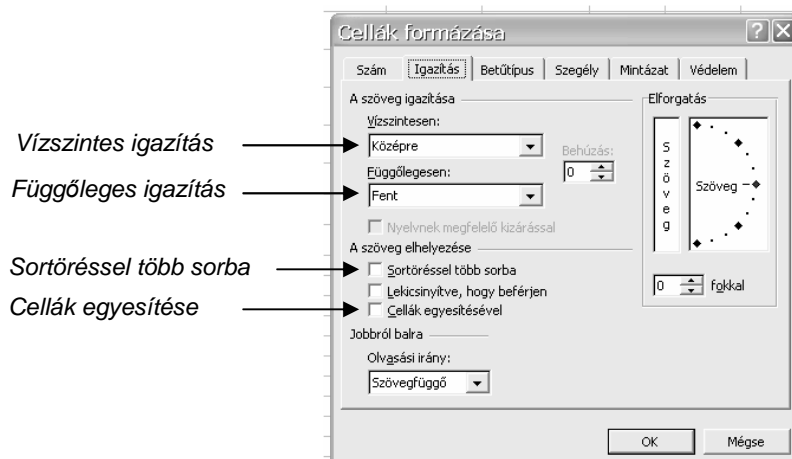 Cellák formázása
Szám Igazítás Betűtípus Szegély Mintázat Védelem
A szöveg igazítása
Vízszintesen:
Középre
Behúzás:
0
Függőlegesen:
Fent
Nyelvnek megfelelő kizárással
A szöveg elhelyezése
Sortöréssel több sorba
Lekicsinyítve, hogy beférjen
Cellák egyesítésével
Jobbról balra
Olvasási irány:
Szövegfüggő
Elforgatás
Szöveg
Szöveg
0 fokkal
OK Mégse
Vízszintes igazítás
Függőleges igazítás
Sortöréssel több sorba
Cellák egyesítése